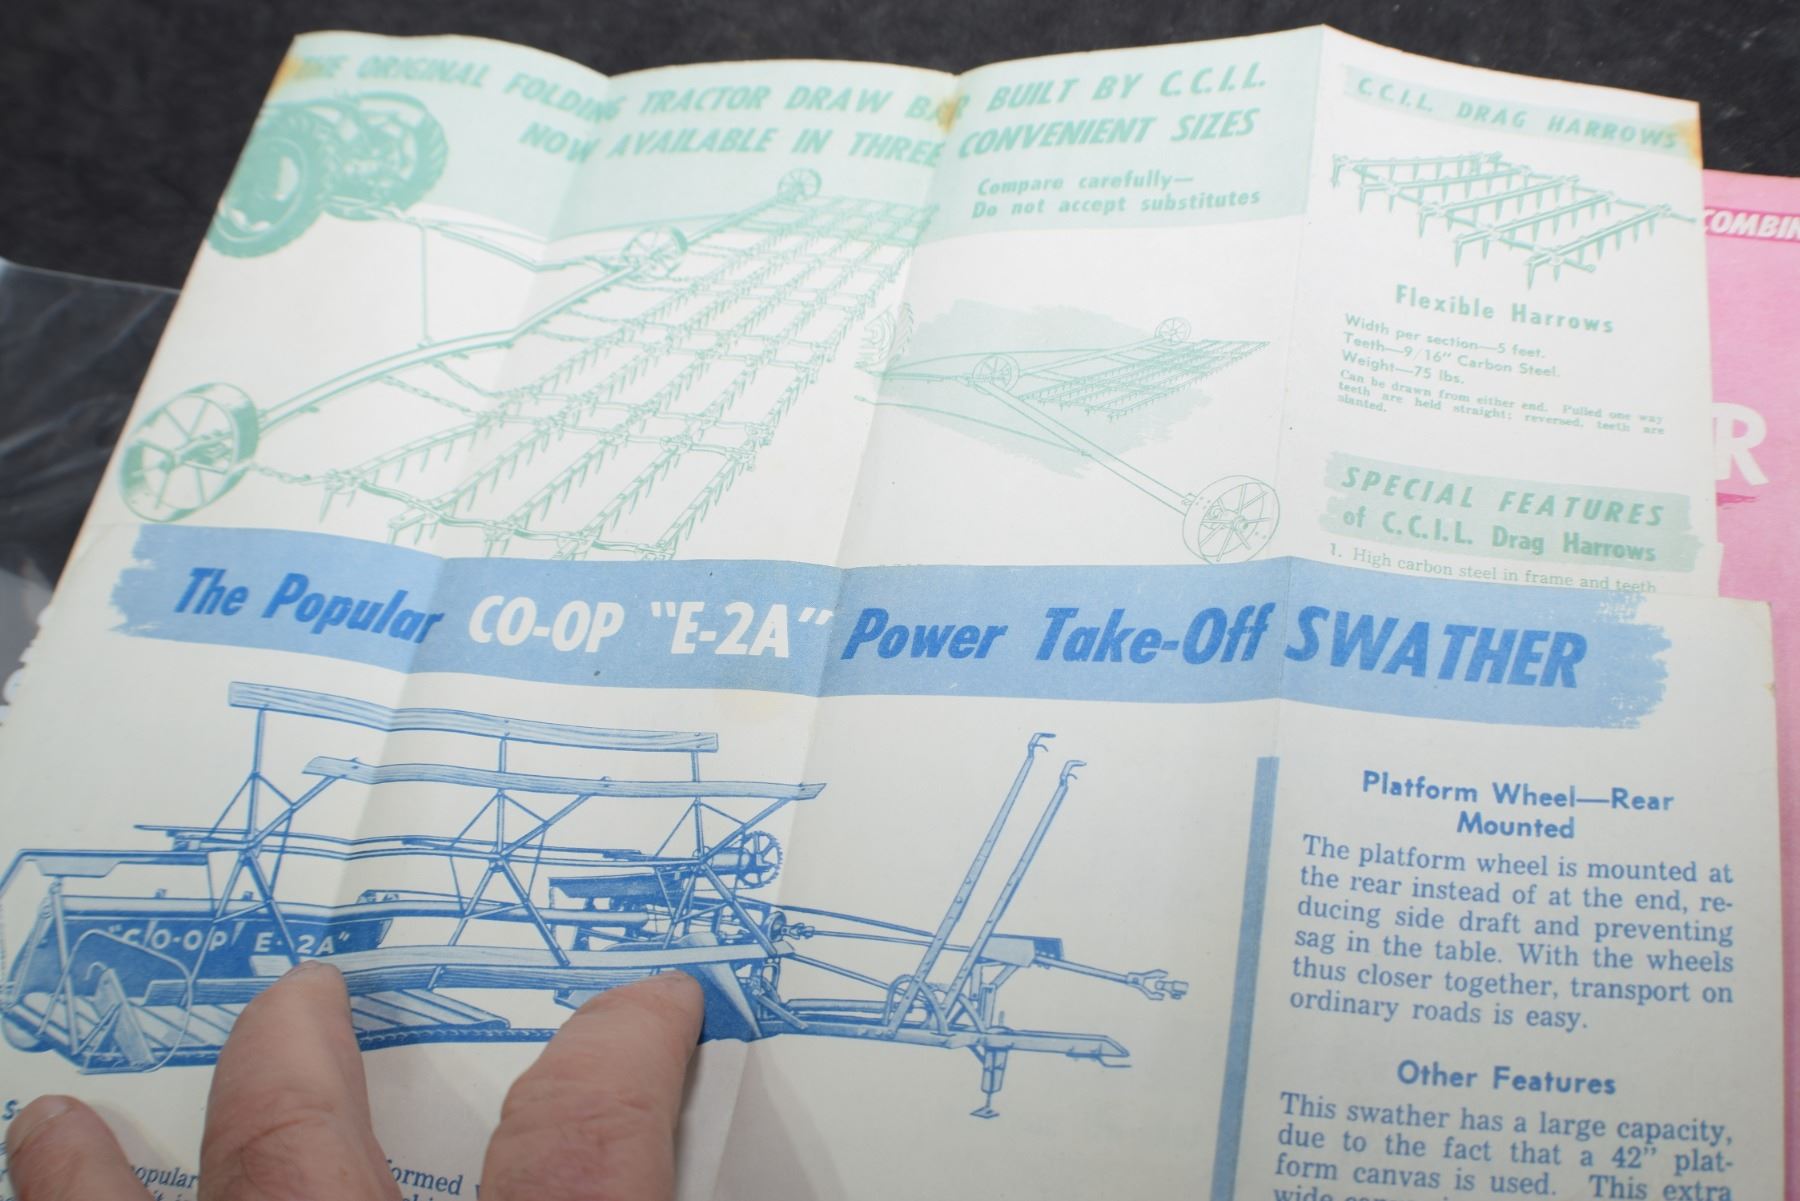 THE ORIGINAL FOLDING TRACTOR DRAW BAR BUILT BY C.C.I.L.
NOW AVAILABLE IN THREE CONVENIENT SIZES
Compare carefully—
Do not accept substitutes
C.C.I.L. DRAG HARROWS
Flexible Harrows
Width per section—5 feet.
Teeth—9/16" Carbon Steel.
Weight—75 lbs.
Can be drawn from either end. Pulled one way
teeth are held straight; reversed, teeth are
slanted.
SPECIAL FEATURES
of C.C.I.L. Drag Harrows
1. High carbon steel in frame and teeth
COMBIN
R
The Popular CO-OP "E-2A" Power Take-Off SWATHER
"CO-OP E-2A"
Platform Wheel—Rear
Mounted
The platform wheel is mounted at
the rear instead of at the end, re-
ducing side draft and preventing
sag in the table. With the wheels
thus closer together, transport on
ordinary roads is easy.
Other Features
This swather has a large capacity,
due to the fact that a 42" plat-
form canvas is used. This extra
wide
popular
ormed